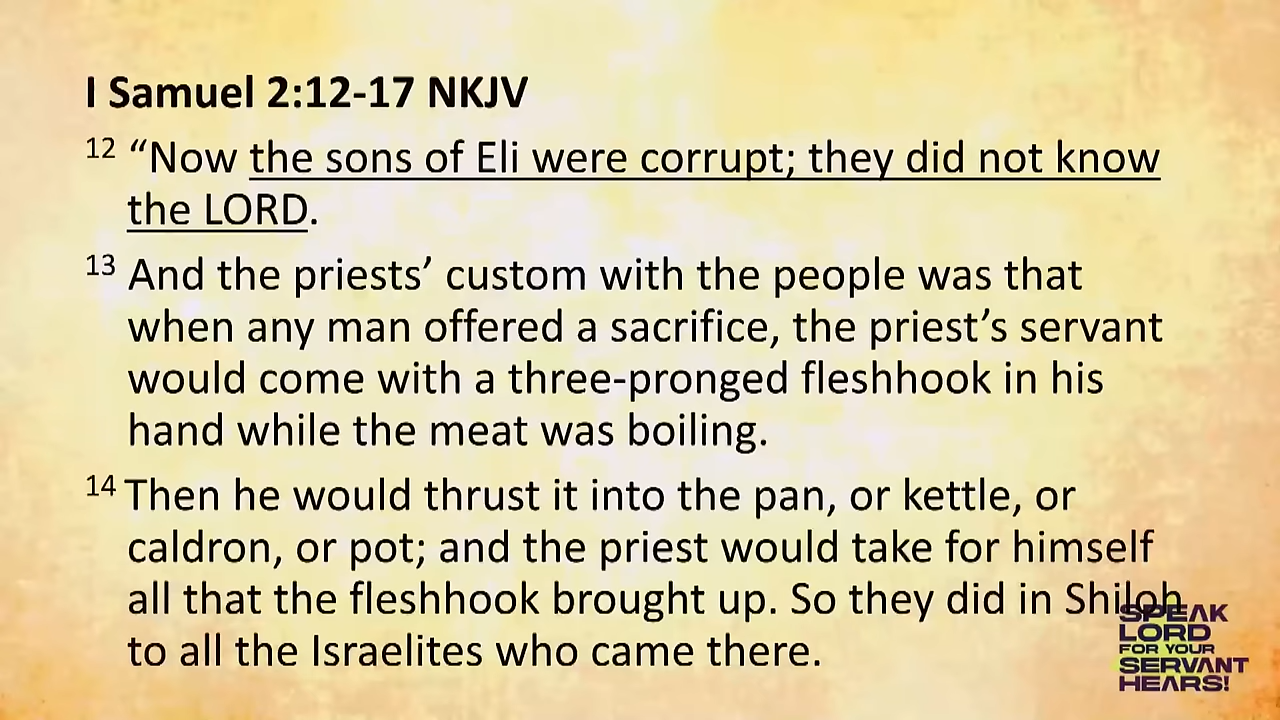 I Samuel 2:12-17 NKJV
12 “Now the sons of Eli were corrupt; they did not know
the LORD.
13 And the priests’ custom with the people was that
when any man offered a sacrifice, the priest’s servant
would come with a three-pronged fleshhook in his
hand while the meat was boiling.
14 Then he would thrust it into the pan, or kettle, or
caldron, or pot; and the priest would take for himself
all that the fleshhook brought up. So they did in Shiloh
to all the Israelites who came there.
SPEAK
LORD
FOR YOUR
SERVANT
HEARS!